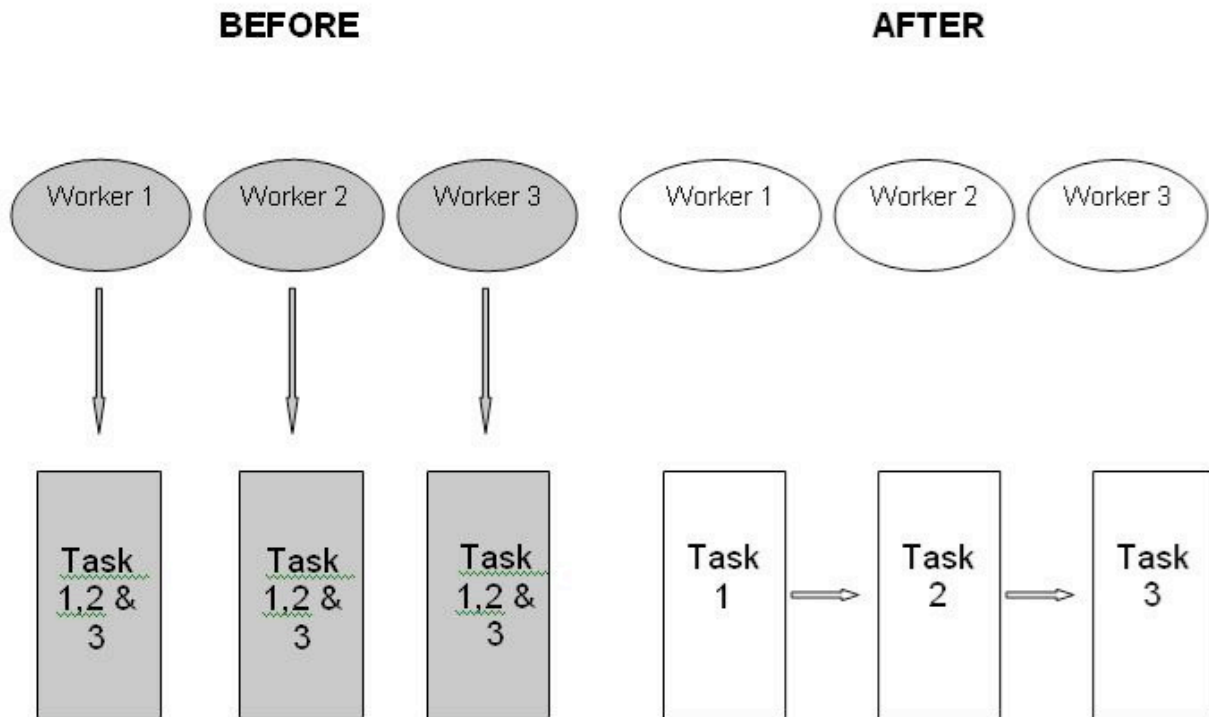 BEFORE
AFTER
Worker 1
Worker 2
Worker 3
Worker 1
Worker 2
Worker 3
Task
1,2 &
3
Task
1,2 &
3
Task
1,2 &
3
Task
1
Task
2
Task
3